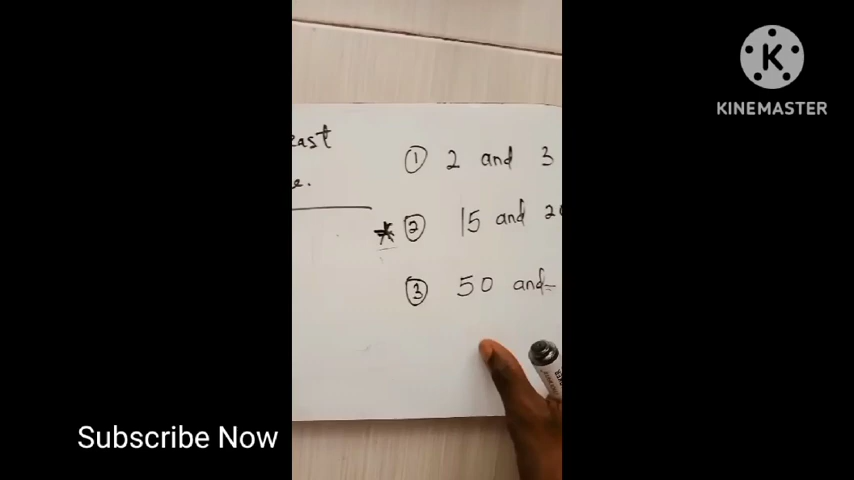 KINEMASTER
① 2 and 3
* ② 15 and
③ 50 and
Subscribe Now